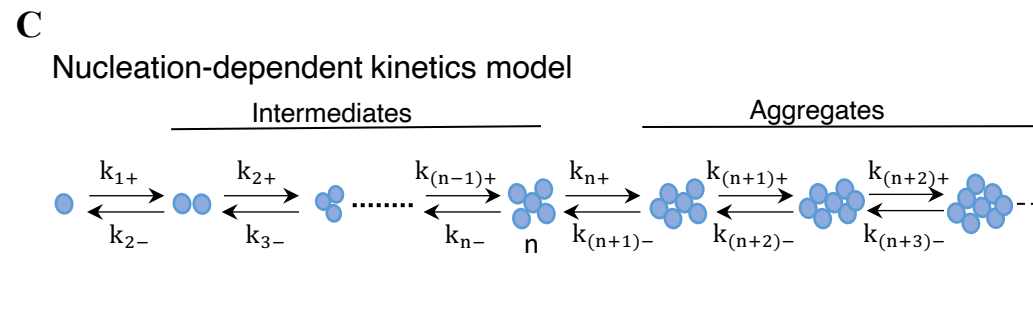 C
Nucleation-dependent kinetics model
Intermediates
Aggregates
k₁₊ k₂₊ k₍ₙ₋₁₎₊ kₙ₊ k₍ₙ₊₁₎₊ k₍ₙ₊₂₎₊
........
k₂₋ k₃₋ kₙ₋ k₍ₙ₊₁₎₋ k₍ₙ₊₂₎₋ k₍ₙ₊₃₎₋
n